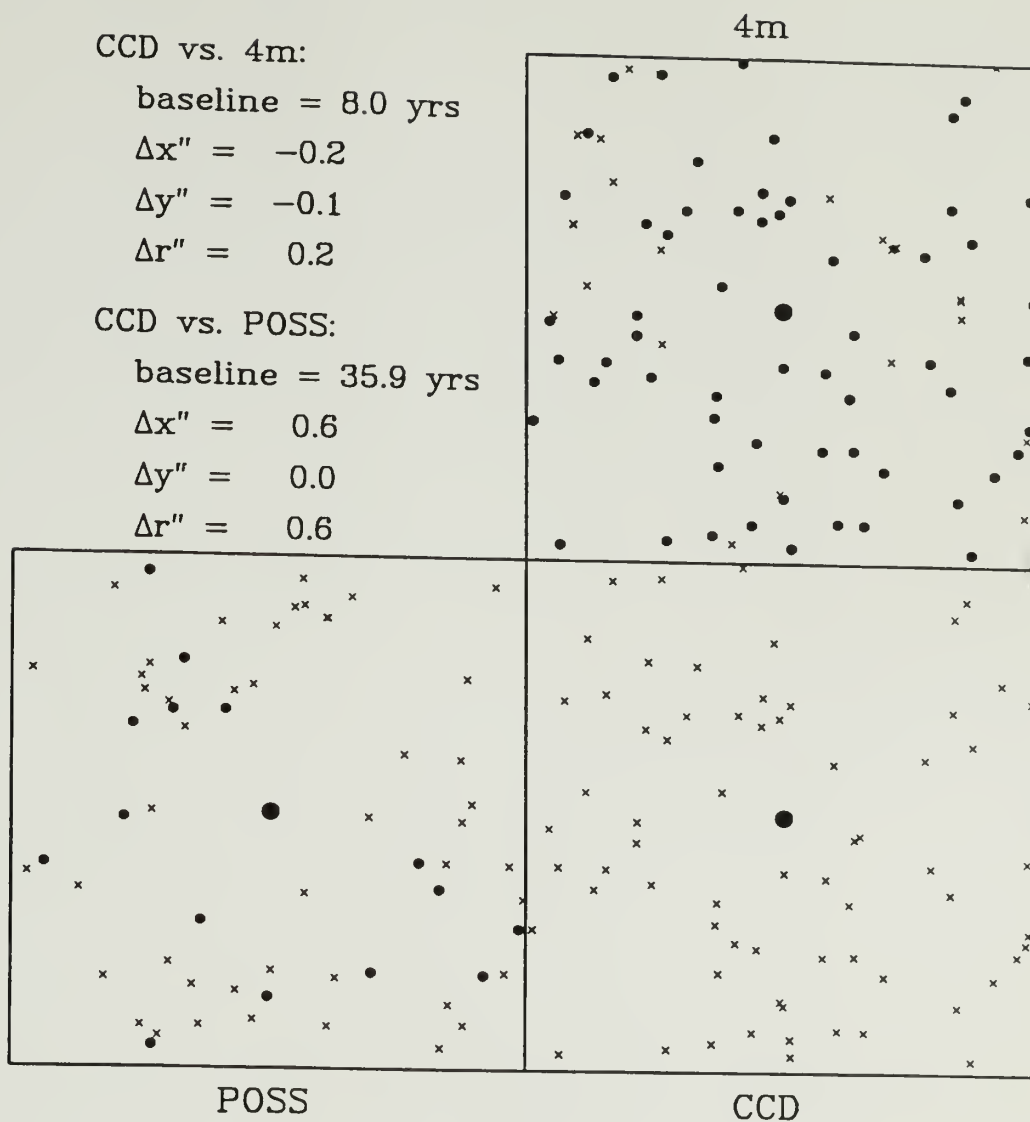 4m
CCD vs. 4m:
baseline = 8.0 yrs
Δx" = −0.2
Δy" = −0.1
Δr" = 0.2
CCD vs. POSS:
baseline = 35.9 yrs
Δx" = 0.6
Δy" = 0.0
Δr" = 0.6
POSS
CCD